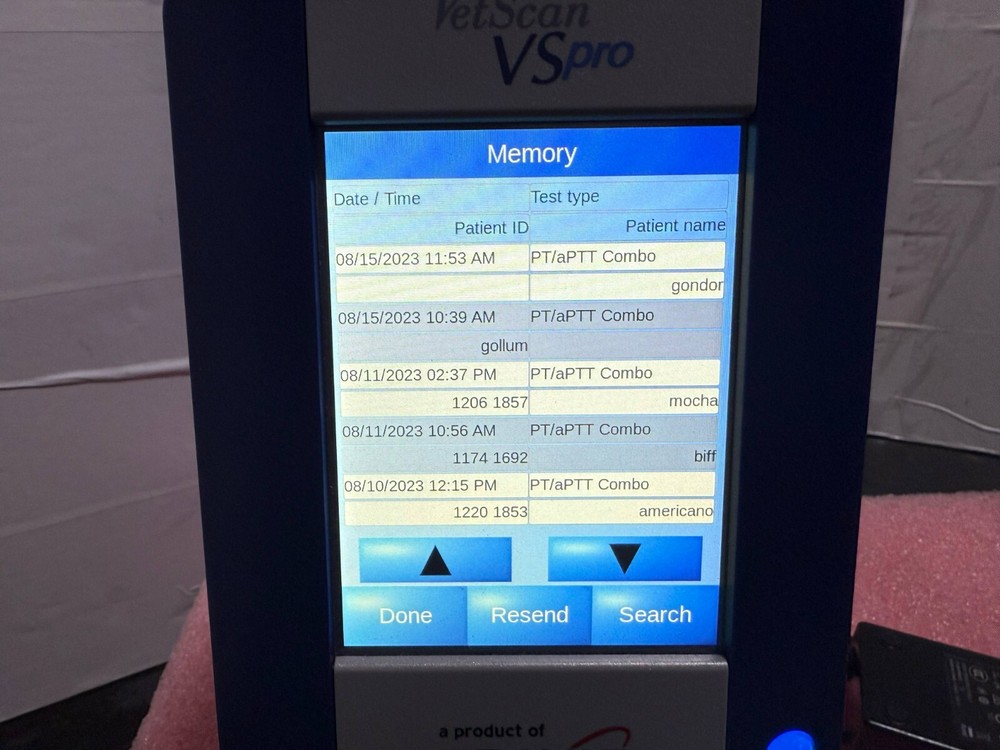 VetScan
VSpro
Memory
Date / Time Test type
Patient ID Patient name
08/15/2023 11:53 AM PT/aPTT Combo
gondor
08/15/2023 10:39 AM PT/aPTT Combo
gollum
08/11/2023 02:37 PM PT/aPTT Combo
1206 1857 mocha
08/11/2023 10:56 AM PT/aPTT Combo
1174 1692 biff
08/10/2023 12:15 PM PT/aPTT Combo
1220 1853 americano
▲ ▼
Done Resend Search
a product of